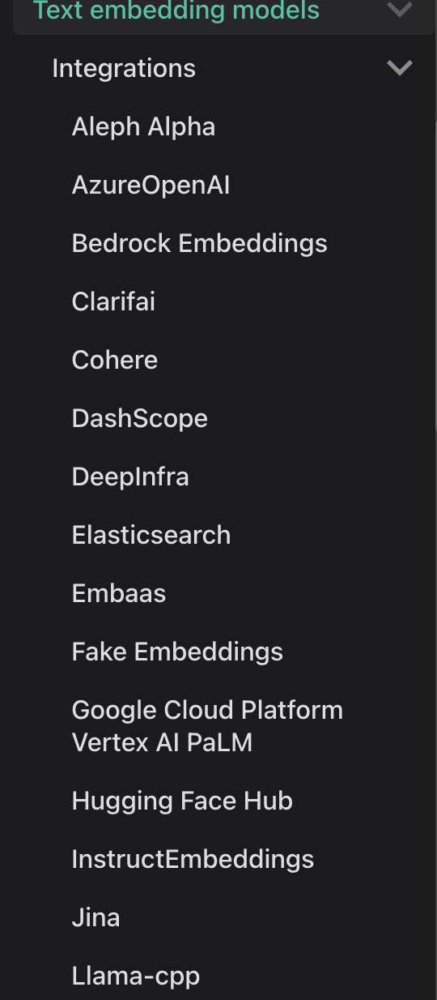 Text embedding models
Integrations
Aleph Alpha
AzureOpenAI
Bedrock Embeddings
Clarifai
Cohere
DashScope
DeepInfra
Elasticsearch
Embaas
Fake Embeddings
Google Cloud Platform
Vertex AI PaLM
Hugging Face Hub
InstructEmbeddings
Jina
Llama-cpp